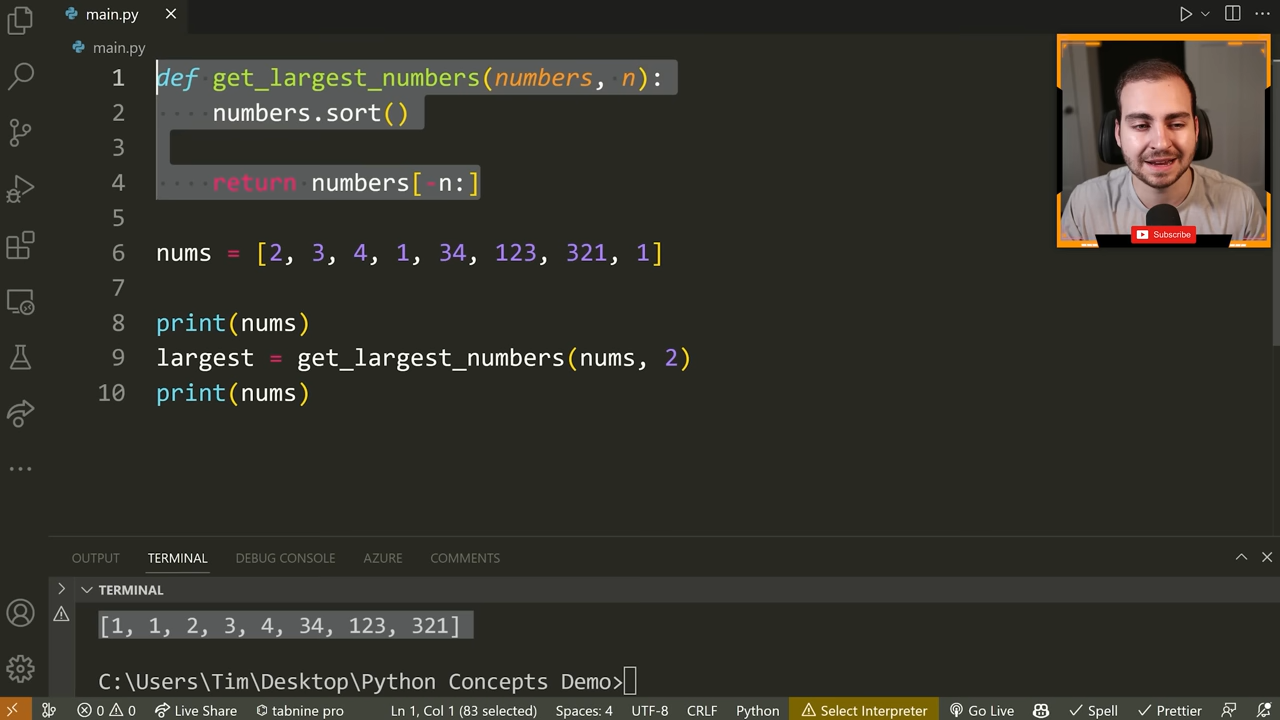 main.py
main.py
1 def get_largest_numbers(numbers, n):
2 numbers.sort()
3
4 return numbers[-n:]
5
6 nums = [2, 3, 4, 1, 34, 123, 321, 1]
7
8 print(nums)
9 largest = get_largest_numbers(nums, 2)
10 print(nums)
Subscribe
OUTPUT TERMINAL DEBUG CONSOLE AZURE COMMENTS
TERMINAL
[1, 1, 2, 3, 4, 34, 123, 321]
C:\Users\Tim\Desktop\Python Concepts Demo>
0 0 Live Share tabnine pro Ln 1, Col 1 (83 selected) Spaces: 4 UTF-8 CRLF Python Select Interpreter Go Live Spell Prettier